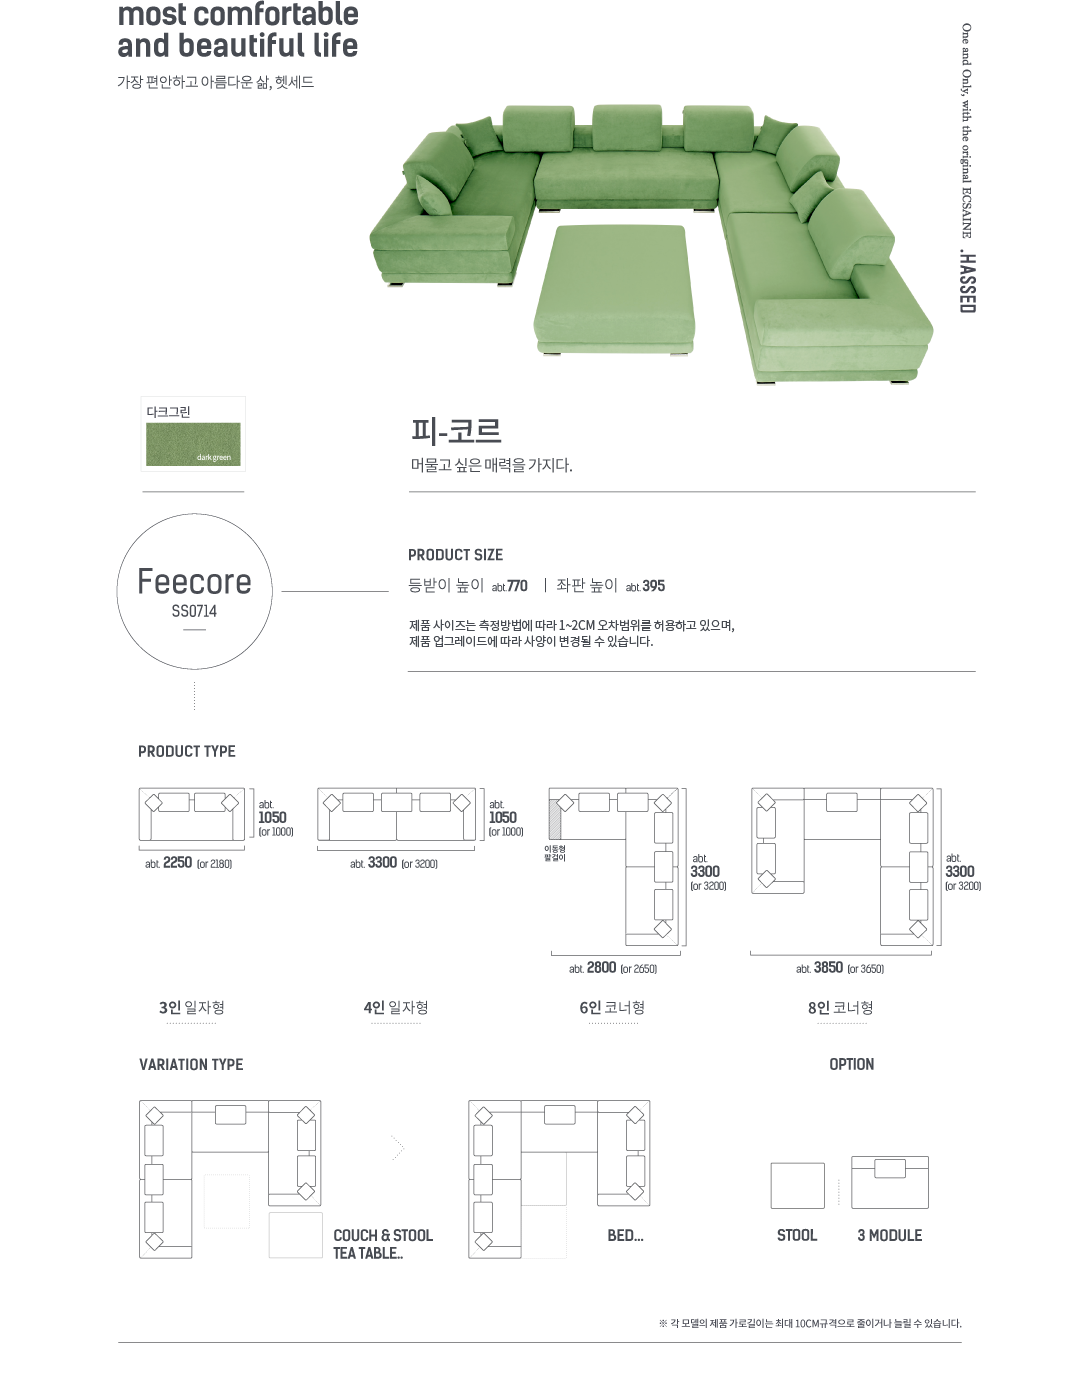 most comfortable
and beautiful life
가장 편안하고 아름다운 삶, 헷세드
One and Only, with the original ECSAINE .HASSED
다크그린
dark green
피-코르
머물고 싶은 매력을 가지다.
Feecore
SS0714
PRODUCT SIZE
등받이 높이 abt.770 | 좌판 높이 abt.395
제품 사이즈는 측정방법에 따라 1~2CM 오차범위를 허용하고 있으며,
제품 업그레이드에 따라 사양이 변경될 수 있습니다.
PRODUCT TYPE
abt.
1050
(or 1000)
abt. 2250 (or 2180)
abt.
1050
(or 1000)
abt. 3300 (or 3200)
이동형
팔걸이
abt.
3300
(or 3200)
abt. 2800 (or 2650)
abt.
3300
(or 3200)
abt. 3850 (or 3650)
3인 일자형
4인 일자형
6인 코너형
8인 코너형
VARIATION TYPE
OPTION
COUCH & STOOL
TEA TABLE..
BED...
STOOL
3 MODULE
※ 각 모델의 제품 가로길이는 최대 10CM규격으로 줄이거나 늘릴 수 있습니다.